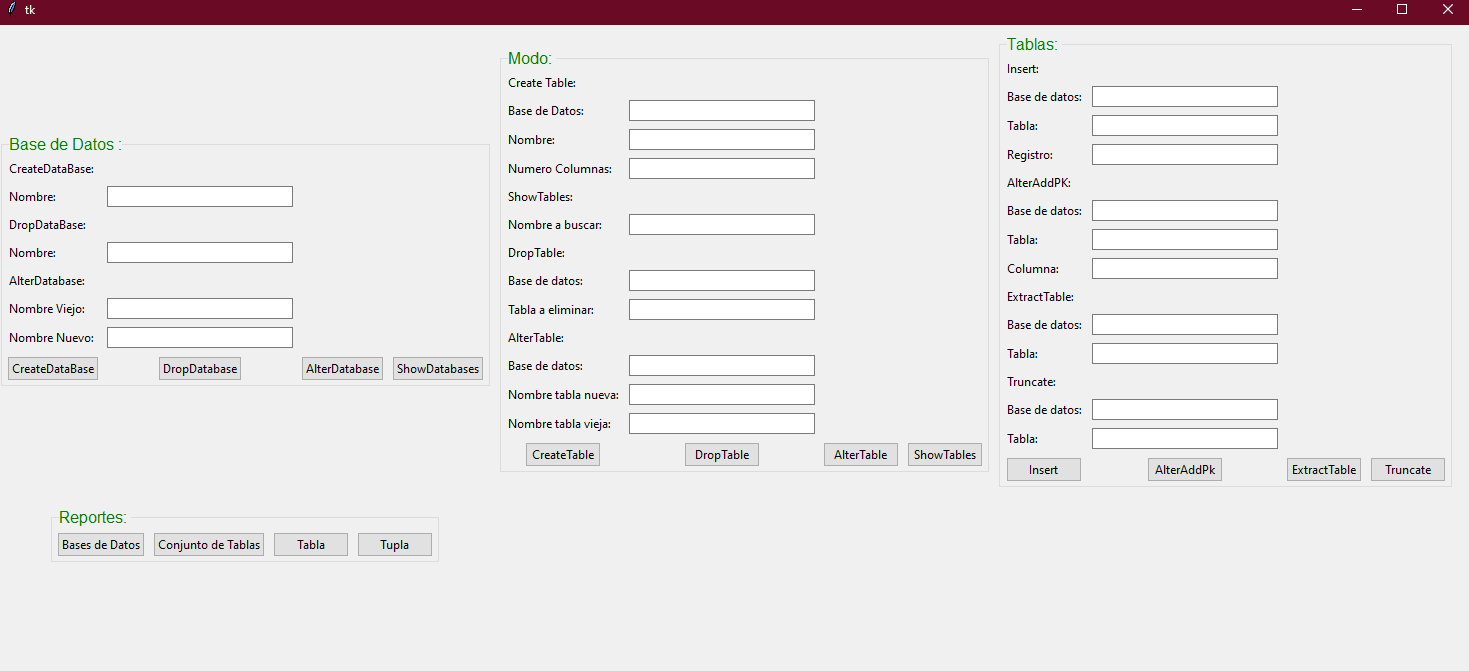 tk
Base de Datos :
CreateDataBase:
Nombre:
DropDataBase:
Nombre:
AlterDatabase:
Nombre Viejo:
Nombre Nuevo:
CreateDataBase DropDatabase AlterDatabase ShowDatabases
Modo:
Create Table:
Base de Datos:
Nombre:
Numero Columnas:
ShowTables:
Nombre a buscar:
DropTable:
Base de datos:
Tabla a eliminar:
AlterTable:
Base de datos:
Nombre tabla nueva:
Nombre tabla vieja:
CreateTable DropTable AlterTable ShowTables
Tablas:
Insert:
Base de datos:
Tabla:
Registro:
AlterAddPK:
Base de datos:
Tabla:
Columna:
ExtractTable:
Base de datos:
Tabla:
Truncate:
Base de datos:
Tabla:
Insert AlterAddPk ExtractTable Truncate
Reportes:
Bases de Datos Conjunto de Tablas Tabla Tupla